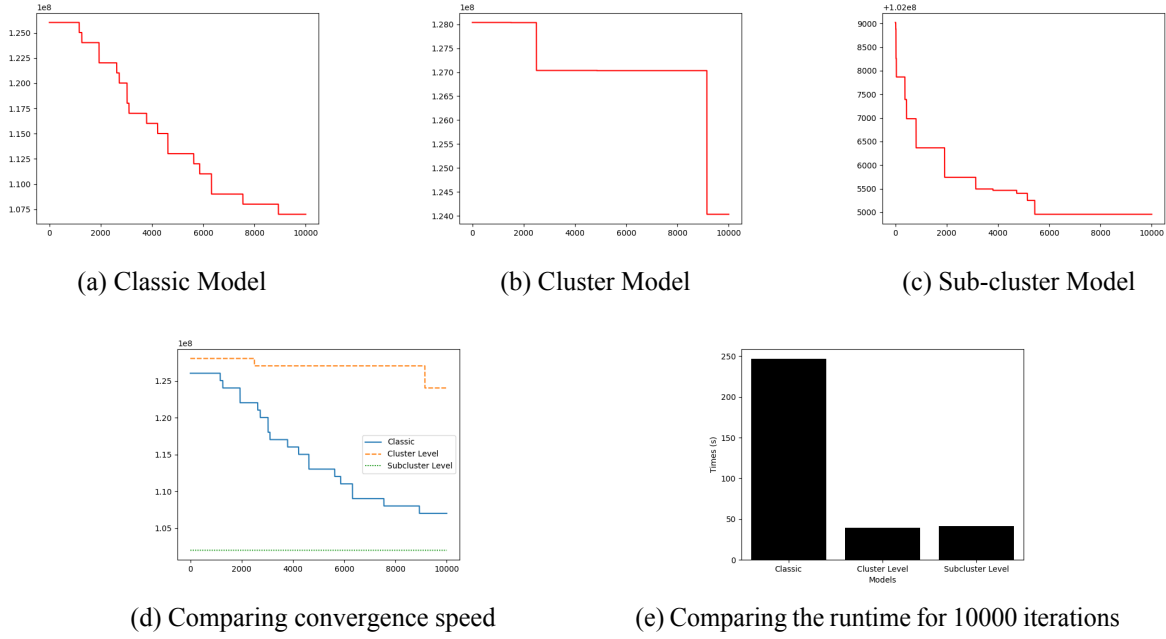 1e8
1.250
1.225
1.200
1.175
1.150
1.125
1.100
1.075
0 2000 4000 6000 8000 10000
(a) Classic Model
1e8
1.280
1.275
1.270
1.265
1.260
1.255
1.250
1.245
1.240
0 2000 4000 6000 8000 10000
(b) Cluster Model
+1.02e8
9000
8500
8000
7500
7000
6500
6000
5500
5000
0 2000 4000 6000 8000 10000
(c) Sub-cluster Model
1e8
1.25
1.20
1.15
1.10
1.05
Classic
Cluster Level
Subcluster Level
0 2000 4000 6000 8000 10000
(d) Comparing convergence speed
250
200
150
100
50
0
Times (s)
Classic Cluster Level Subcluster Level
Models
(e) Comparing the runtime for 10000 iterations